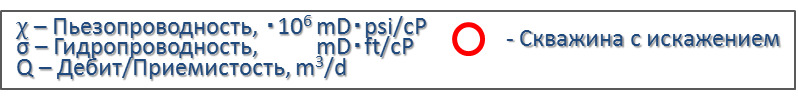 χ – Пьезопроводность, ·10⁶ mD·psi/cP
σ – Гидропроводность, mD·ft/cP
Q – Дебит/Приемистость, m³/d
- Скважина с искажением